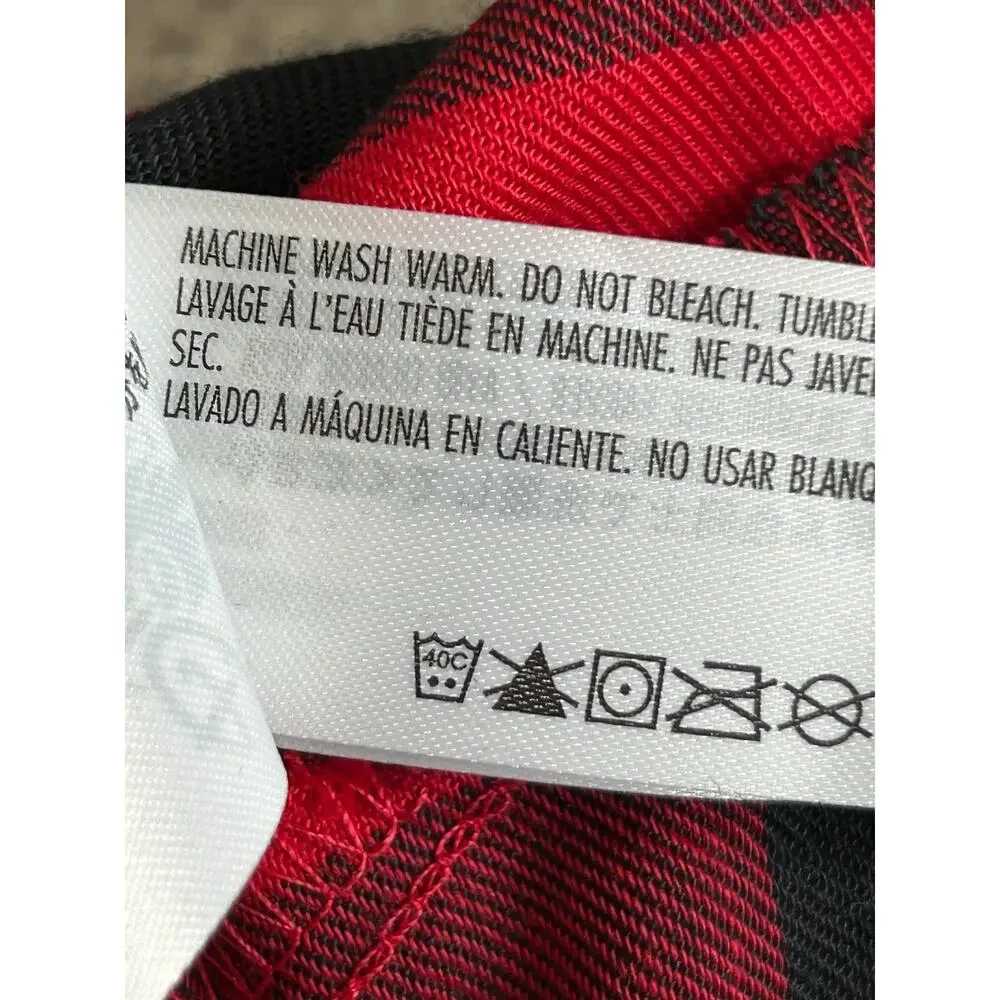 MACHINE WASH WARM. DO NOT BLEACH. TUMBL
LAVAGE À L'EAU TIÈDE EN MACHINE. NE PAS JAVE
SEC.
LAVADO A MÁQUINA EN CALIENTE. NO USAR BLANQ
40C